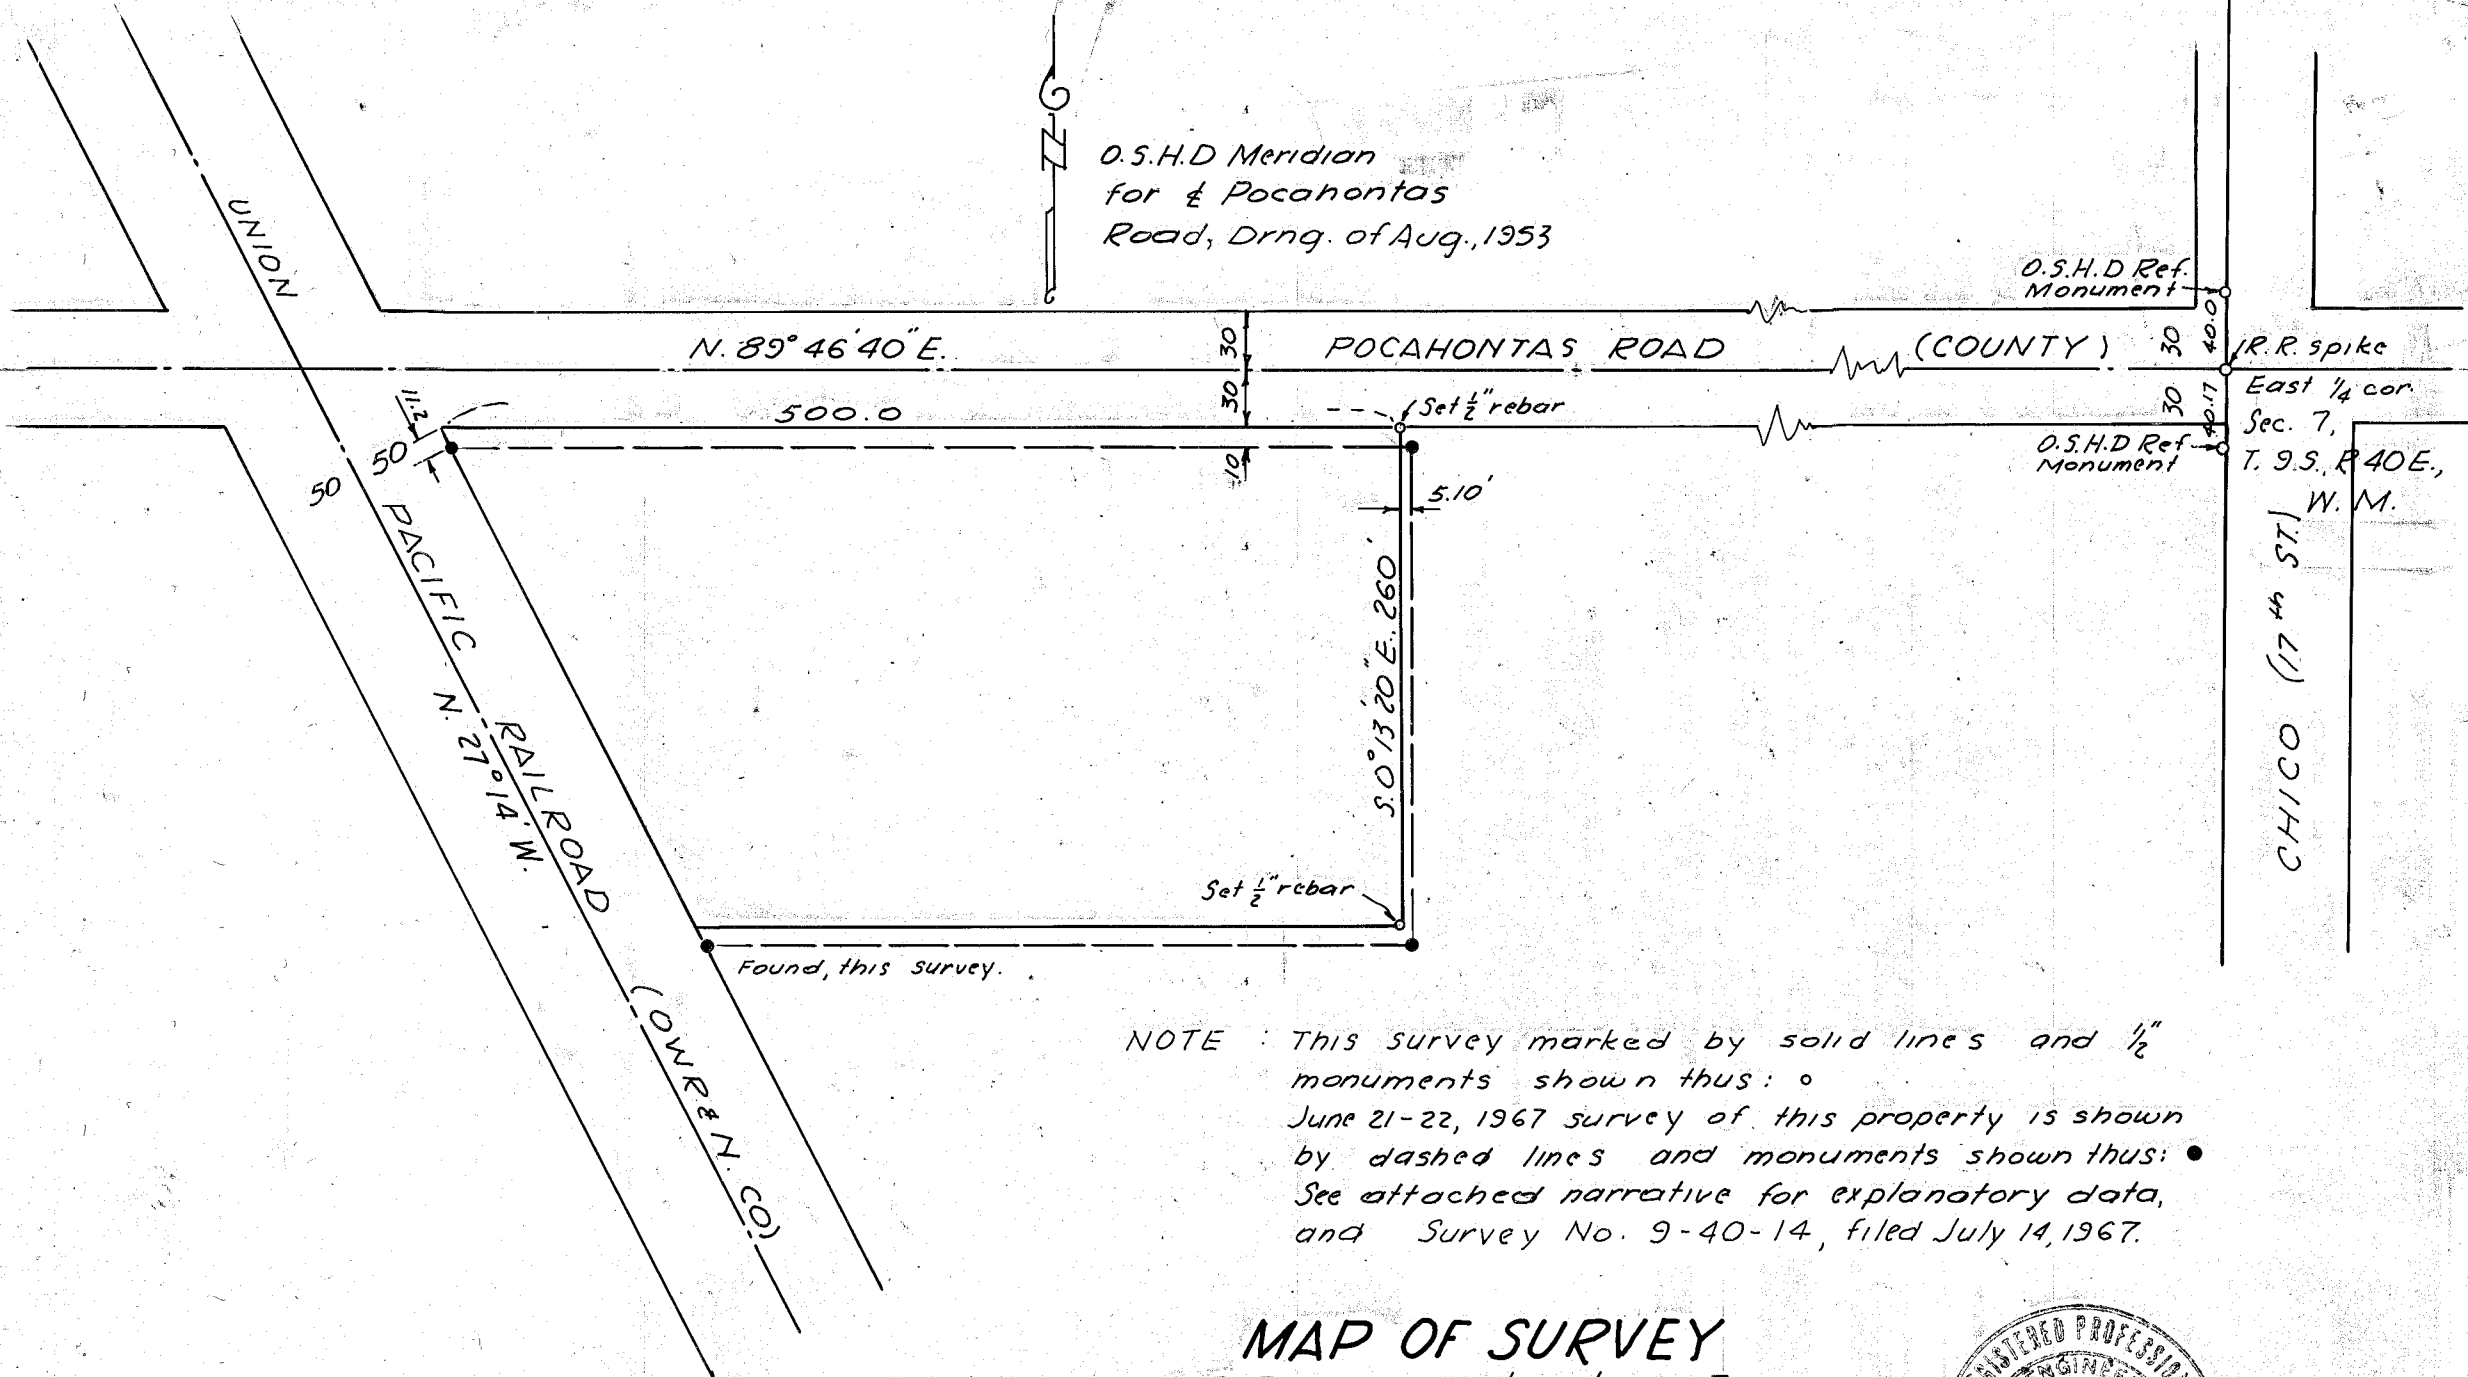 O.S.H.D Meridian
for ℄ Pocahontas
Road, Drng. of Aug., 1953
UNION
PACIFIC
RAILROAD
(OWR & N. CO)
N. 27° 14' W.
50
50
11.2
N. 89° 46' 40" E.
30
30
10
POCAHONTAS ROAD (COUNTY)
500.0
Set ½" rebar
5.10'
S. 0° 13' 20" E. 260'
Set ½" rebar
Found, this survey.
O.S.H.D Ref.
Monument
30
40.0
R.R. spike
30
40.17
East ¼ cor.
Sec. 7,
T. 9 S., R 40 E.,
W. M.
O.S.H.D Ref
Monument
CHICO (17th ST.)
NOTE : This survey marked by solid lines and ½"
monuments shown thus: o
June 21-22, 1967 survey of this property is shown
by dashed lines and monuments shown thus: ●
See attached narrative for explanatory data,
and Survey No. 9-40-14, filed July 14, 1967.
MAP OF SURVEY